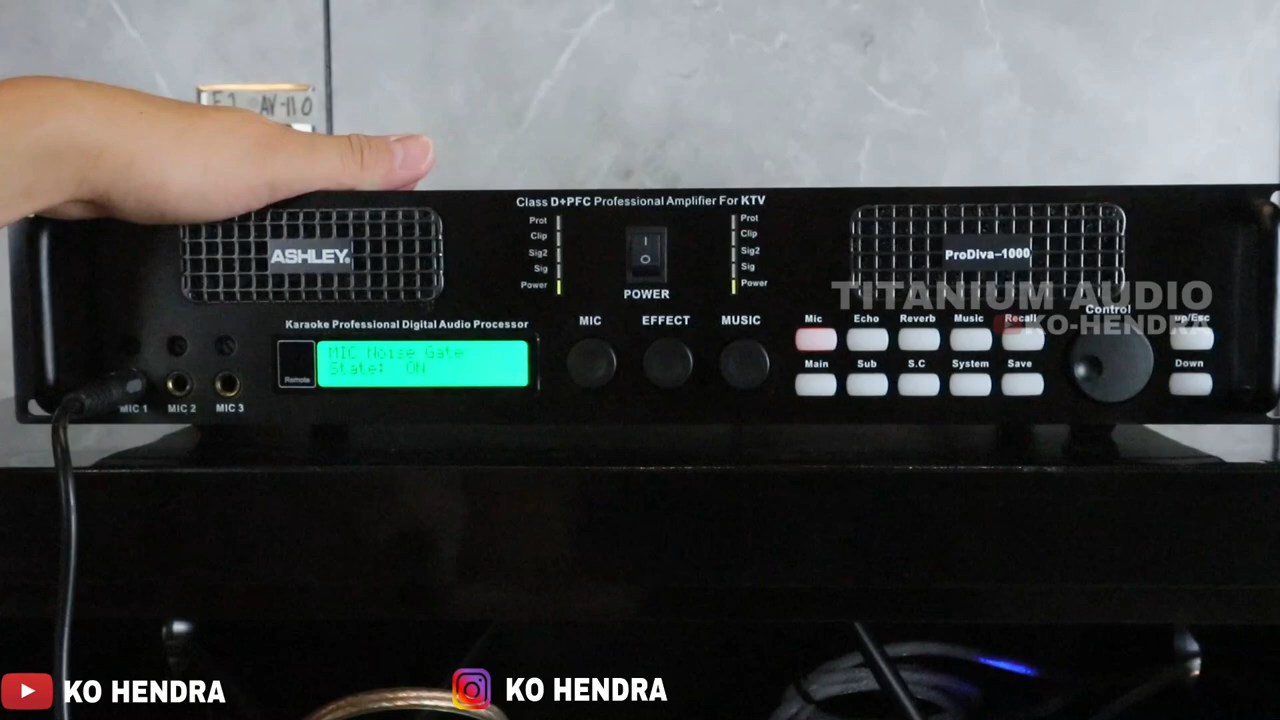 AV-110
Class D+PFC Professional Amplifier For KTV
Prot
Clip
Sig2
Sig
Power
Prot
Clip
Sig2
Sig
Power
ASHLEY
ProDiva-1000
POWER
TITANIUM AUDIO
KO-HENDRA
Karaoke Professional Digital Audio Processor
MIC
EFFECT
MUSIC
Mic
Echo
Reverb
Music
Recall
Control
up/Esc
MIC Noise Gate
State: ON
Remote
Main
Sub
S.C
System
Save
Down
MIC 1
MIC 2
MIC 3
KO HENDRA
KO HENDRA